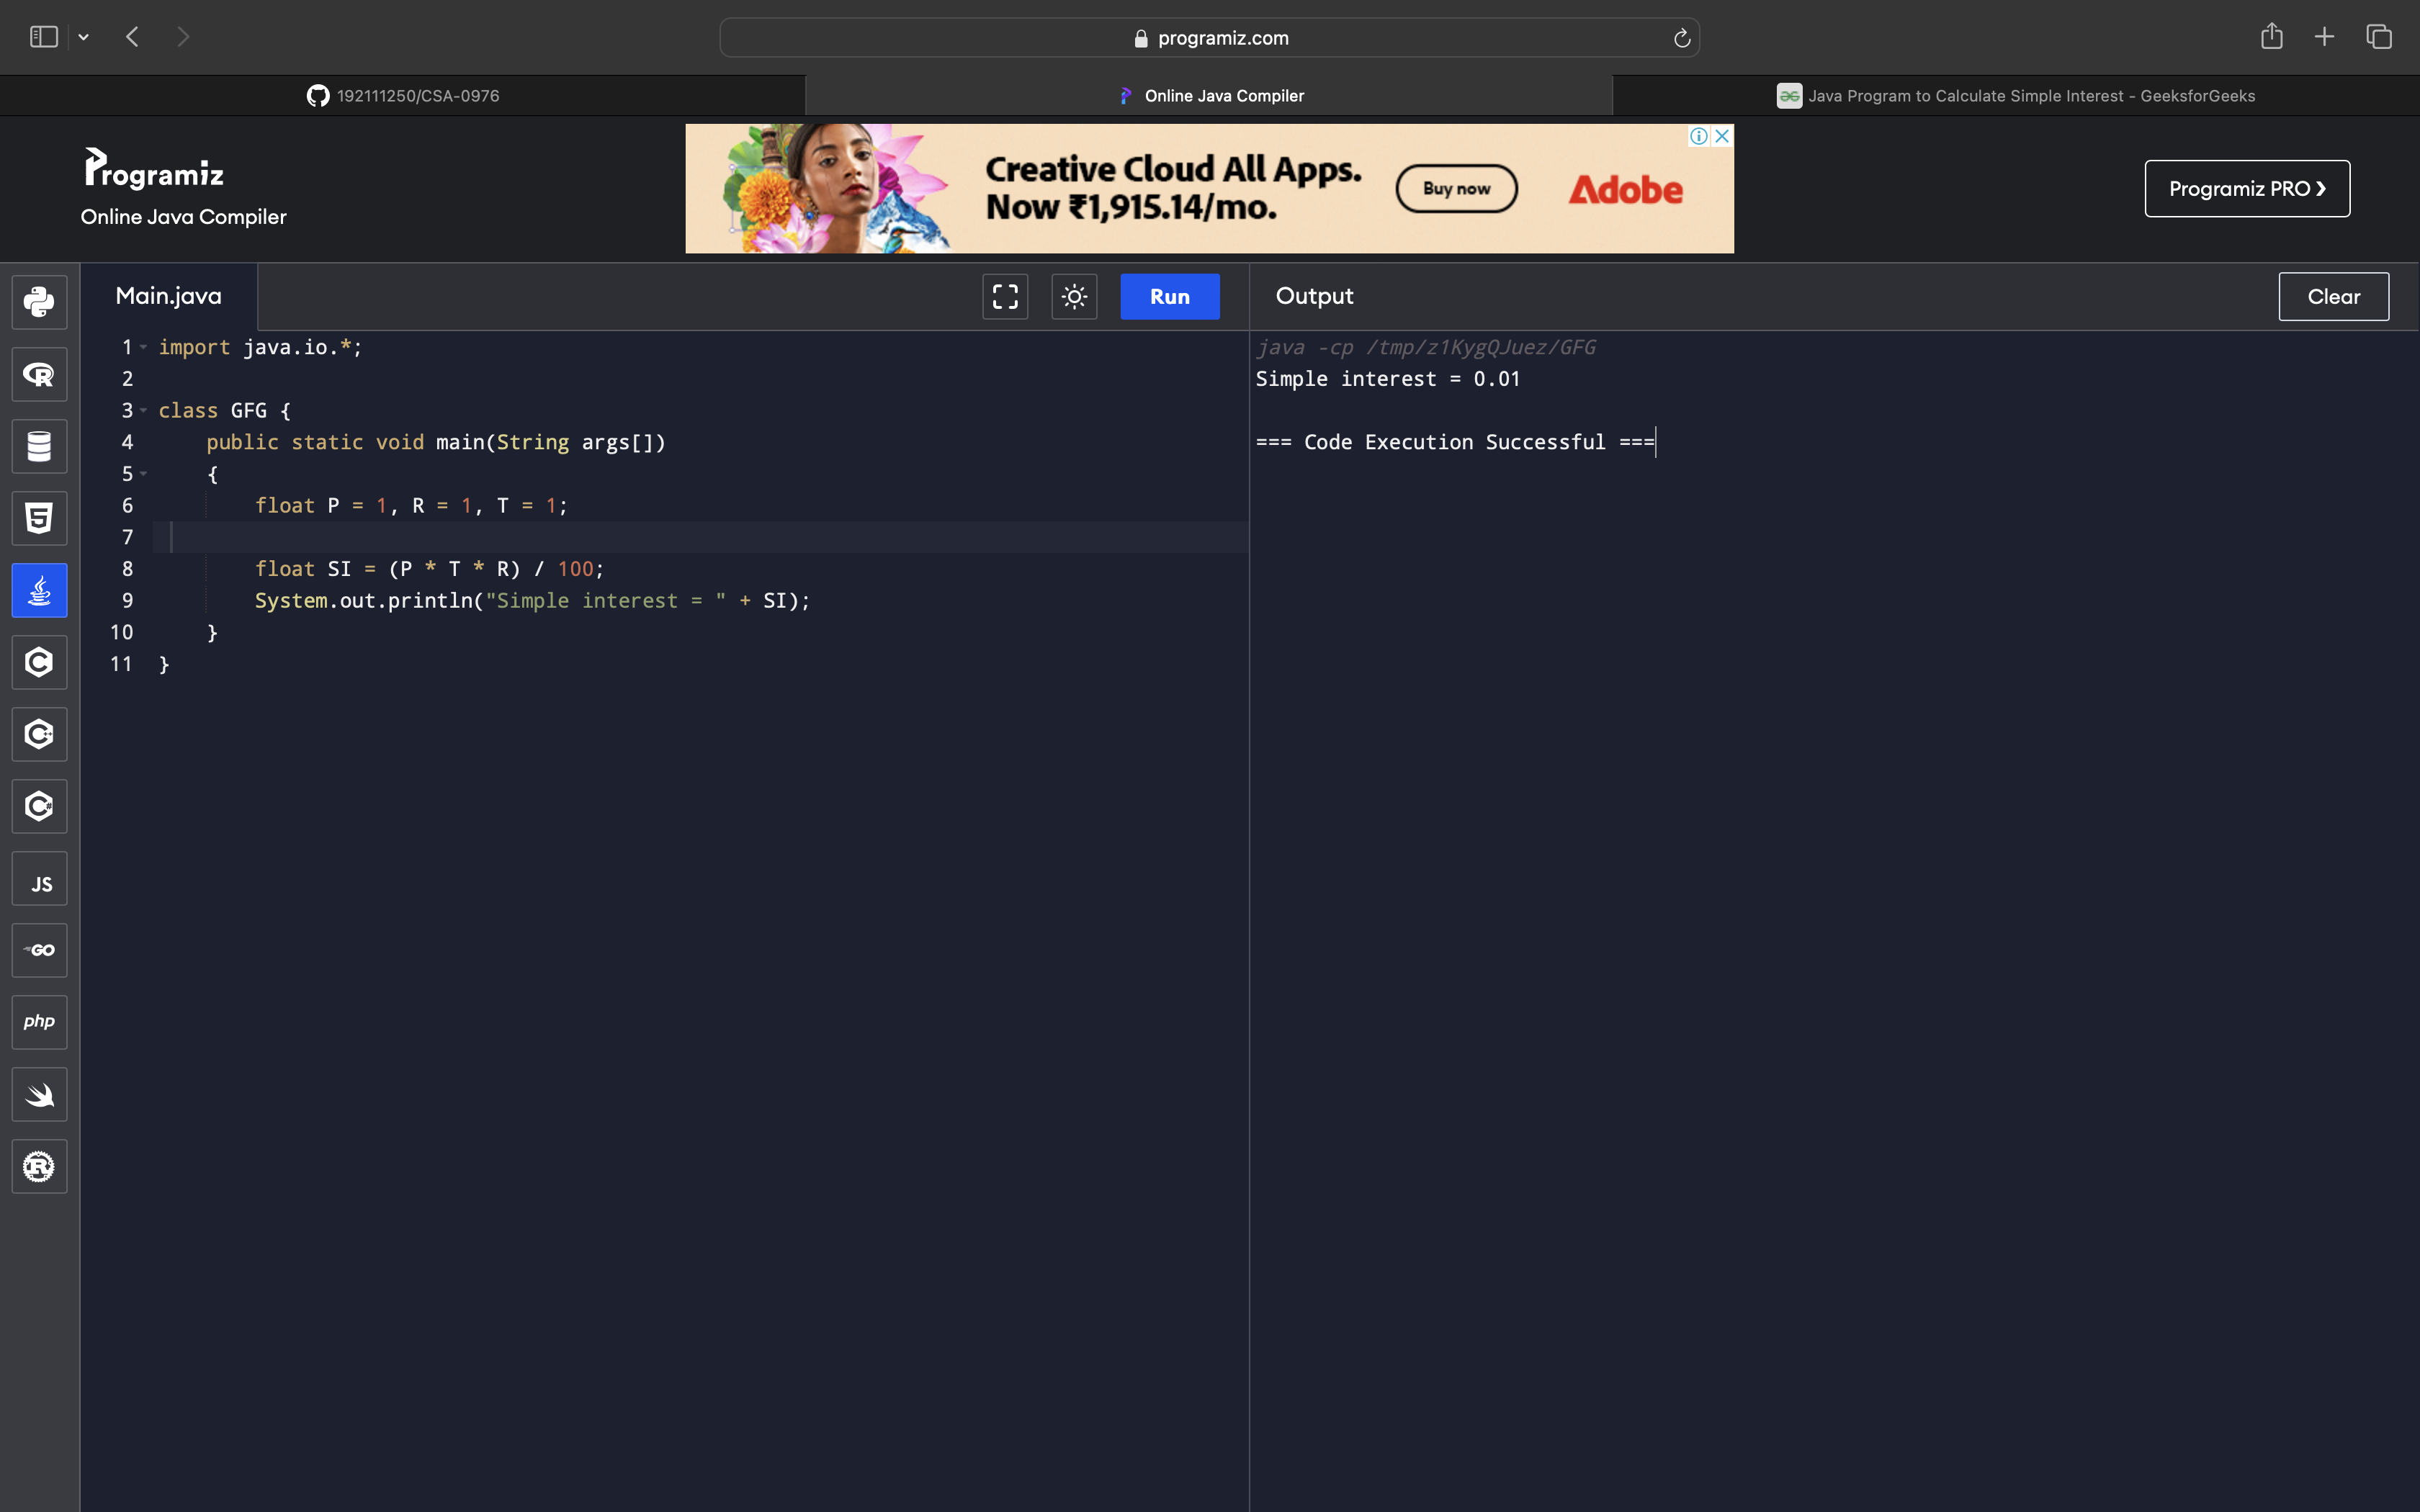 programiz.com
192111250/CSA-0976
Online Java Compiler
Java Program to Calculate Simple Interest - GeeksforGeeks
Programiz
Online Java Compiler
Creative Cloud All Apps.
Now ₹1,915.14/mo.
Buy now
Adobe
Programiz PRO ❯
Main.java
Run
Output
Clear
1 import java.io.*;
2
3 class GFG {
4 public static void main(String args[])
5 {
6 float P = 1, R = 1, T = 1;
7
8 float SI = (P * T * R) / 100;
9 System.out.println("Simple interest = " + SI);
10 }
11 }
java -cp /tmp/z1KygQJuez/GFG
Simple interest = 0.01
=== Code Execution Successful ===
R
5
C
C++
C#
JS
GO
php
R